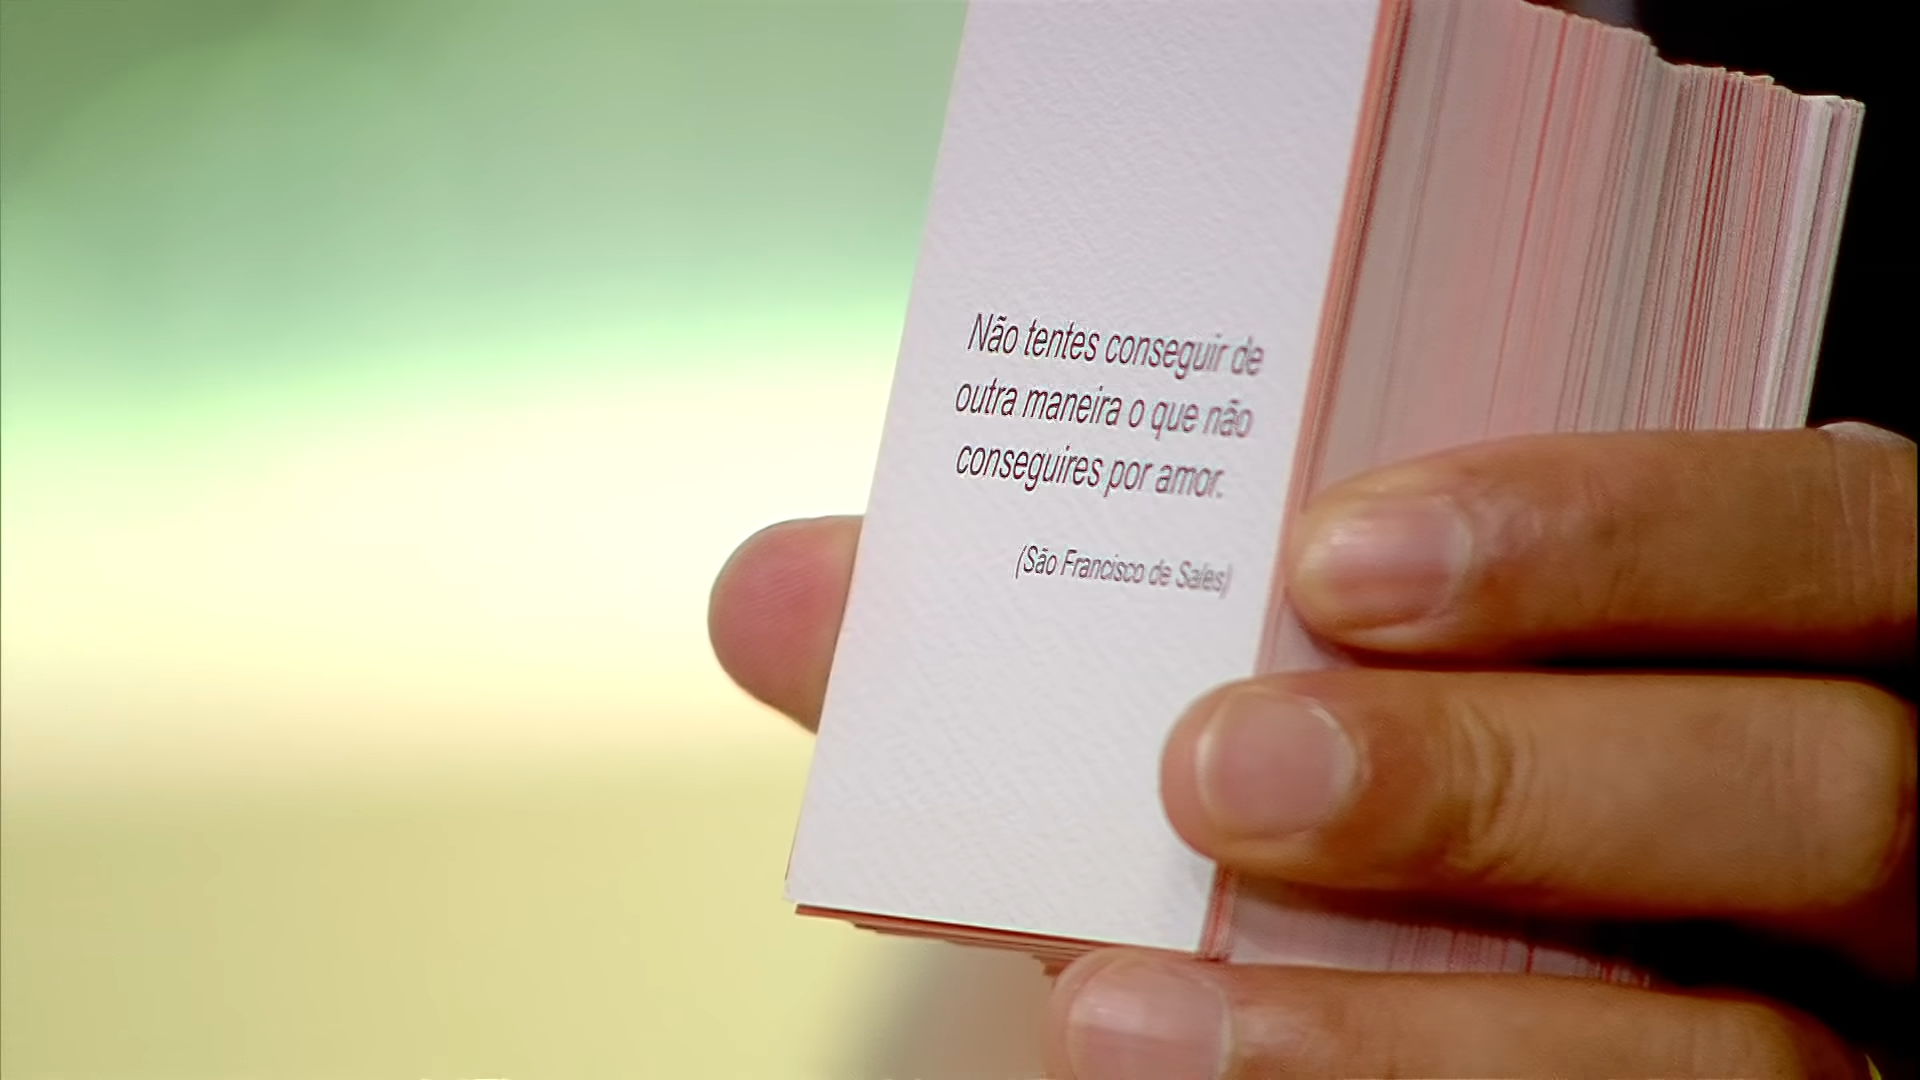 Não tentes conseguir de
outra maneira o que não
conseguires por amor.
(São Francisco de Sales)